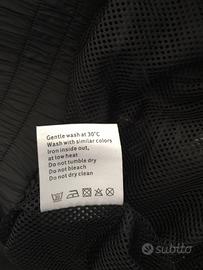 Gentle wash at 30°C
Wash with similar colors
Iron inside out,
at low heat
Do not tumble dry
Do not bleach
Do not dry clean
subito